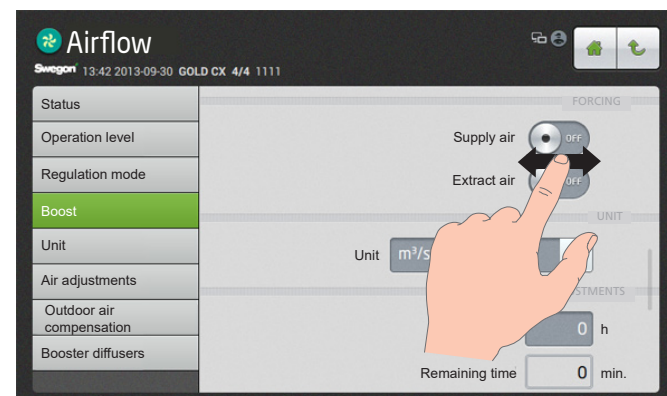 Airflow
Swegon 13:42 2013-09-30 GOLD CX 4/4 1111
Status
Operation level
Regulation mode
Boost
Unit
Air adjustments
Outdoor air
compensation
Booster diffusers
FORCING
Supply air OFF
Extract air OFF
UNIT
Unit m³/s
STMENTS
0 h
Remaining time 0 min.